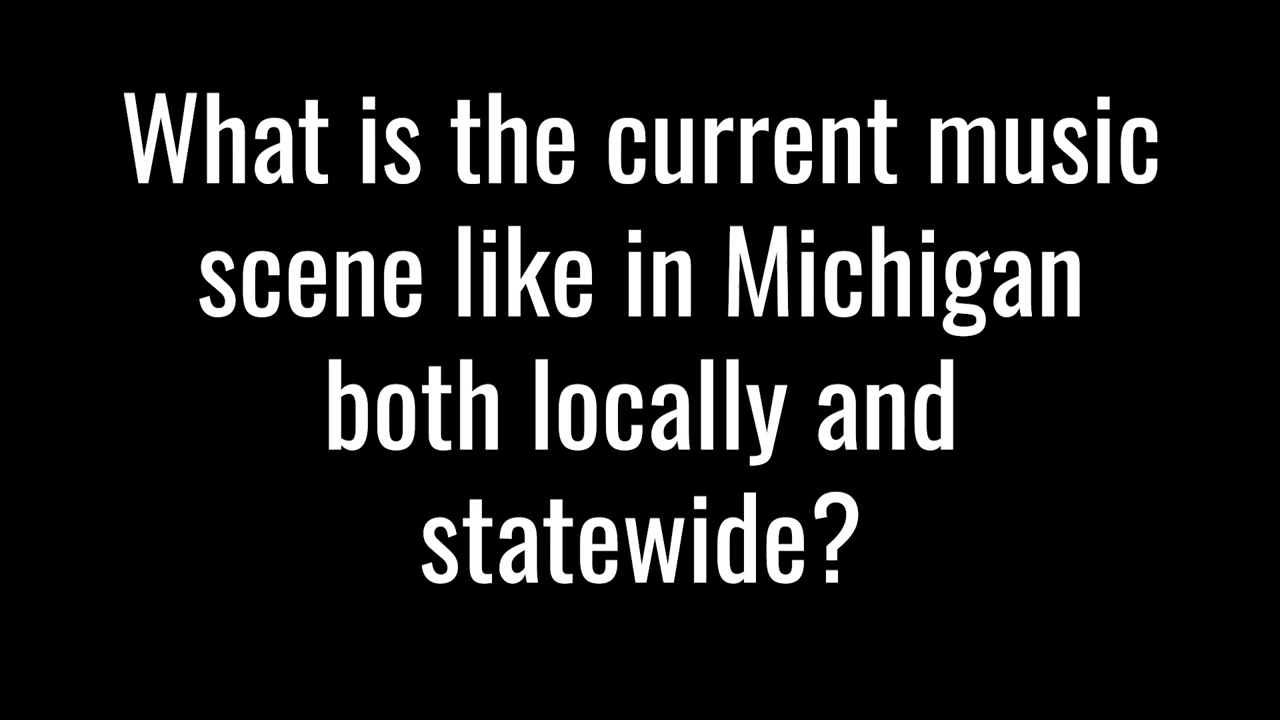 What is the current music
scene like in Michigan
both locally and
statewide?